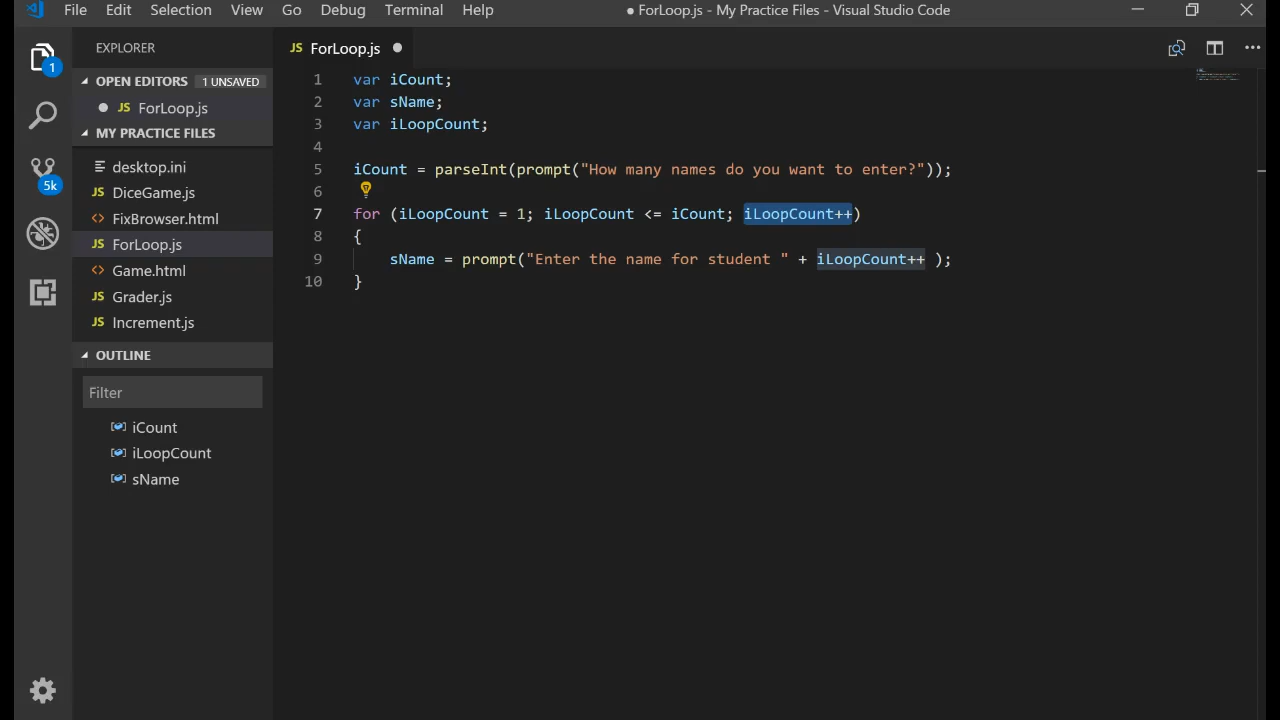 File Edit Selection View Go Debug Terminal Help
● ForLoop.js - My Practice Files - Visual Studio Code
1
5k
EXPLORER
OPEN EDITORS 1 UNSAVED
● JS ForLoop.js
MY PRACTICE FILES
desktop.ini
JS DiceGame.js
<> FixBrowser.html
JS ForLoop.js
<> Game.html
JS Grader.js
JS Increment.js
OUTLINE
Filter
iCount
iLoopCount
sName
JS ForLoop.js ●
1 var iCount;
2 var sName;
3 var iLoopCount;
4
5 iCount = parseInt(prompt("How many names do you want to enter?"));
6
7 for (iLoopCount = 1; iLoopCount <= iCount; iLoopCount++)
8 {
9 sName = prompt("Enter the name for student " + iLoopCount++ );
10 }